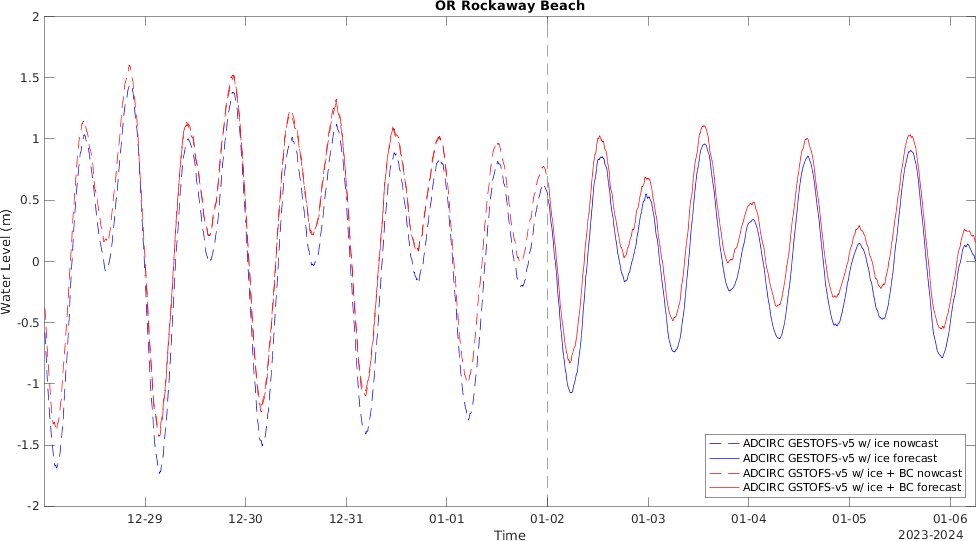 OR Rockaway Beach
2
1.5
1
0.5
0
-0.5
-1
-1.5
-2
Water Level (m)
12-29
12-30
12-31
01-01
01-02
01-03
01-04
01-05
01-06
Time
2023-2024
ADCIRC GESTOFS-v5 w/ ice nowcast
ADCIRC GESTOFS-v5 w/ ice forecast
ADCIRC GSTOFS-v5 w/ ice + BC nowcast
ADCIRC GSTOFS-v5 w/ ice + BC forecast